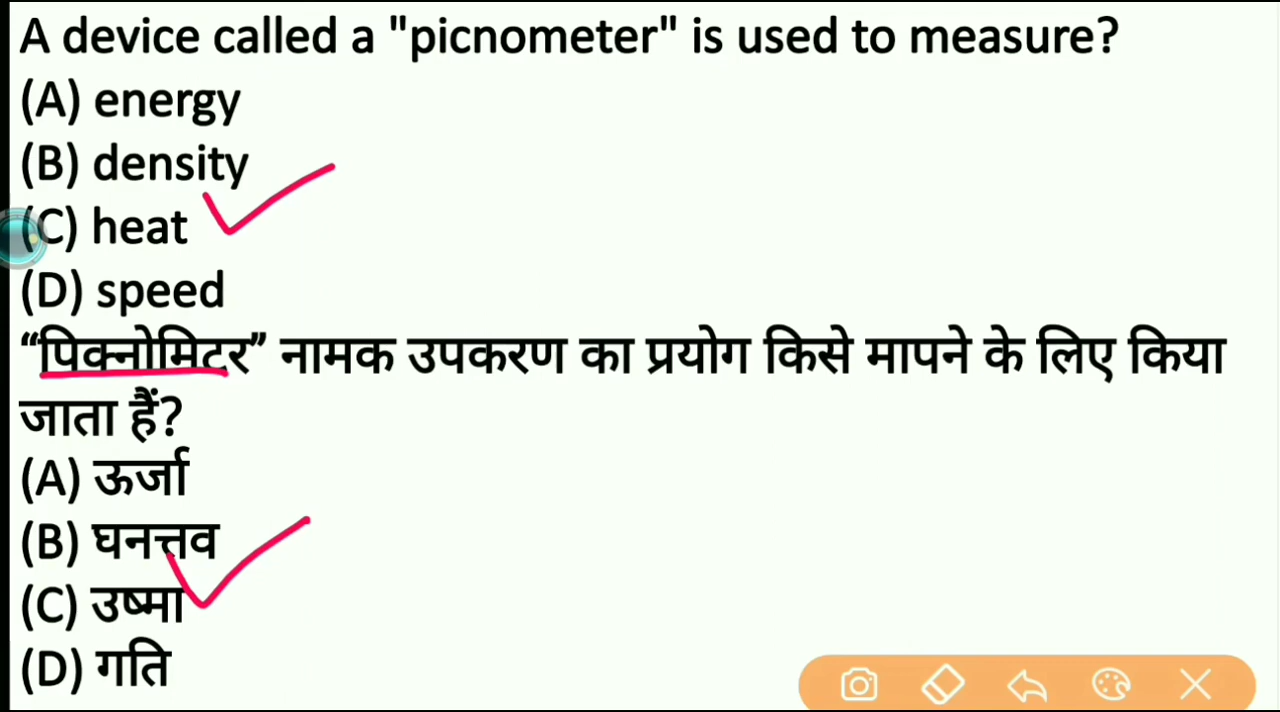 A device called a "picnometer" is used to measure?
(A) energy
(B) density
(C) heat
(D) speed
“पिक्नोमिटर” नामक उपकरण का प्रयोग किसे मापने के लिए किया
जाता हैं?
(A) ऊर्जा
(B) घनत्तव
(C) उष्मा
(D) गति